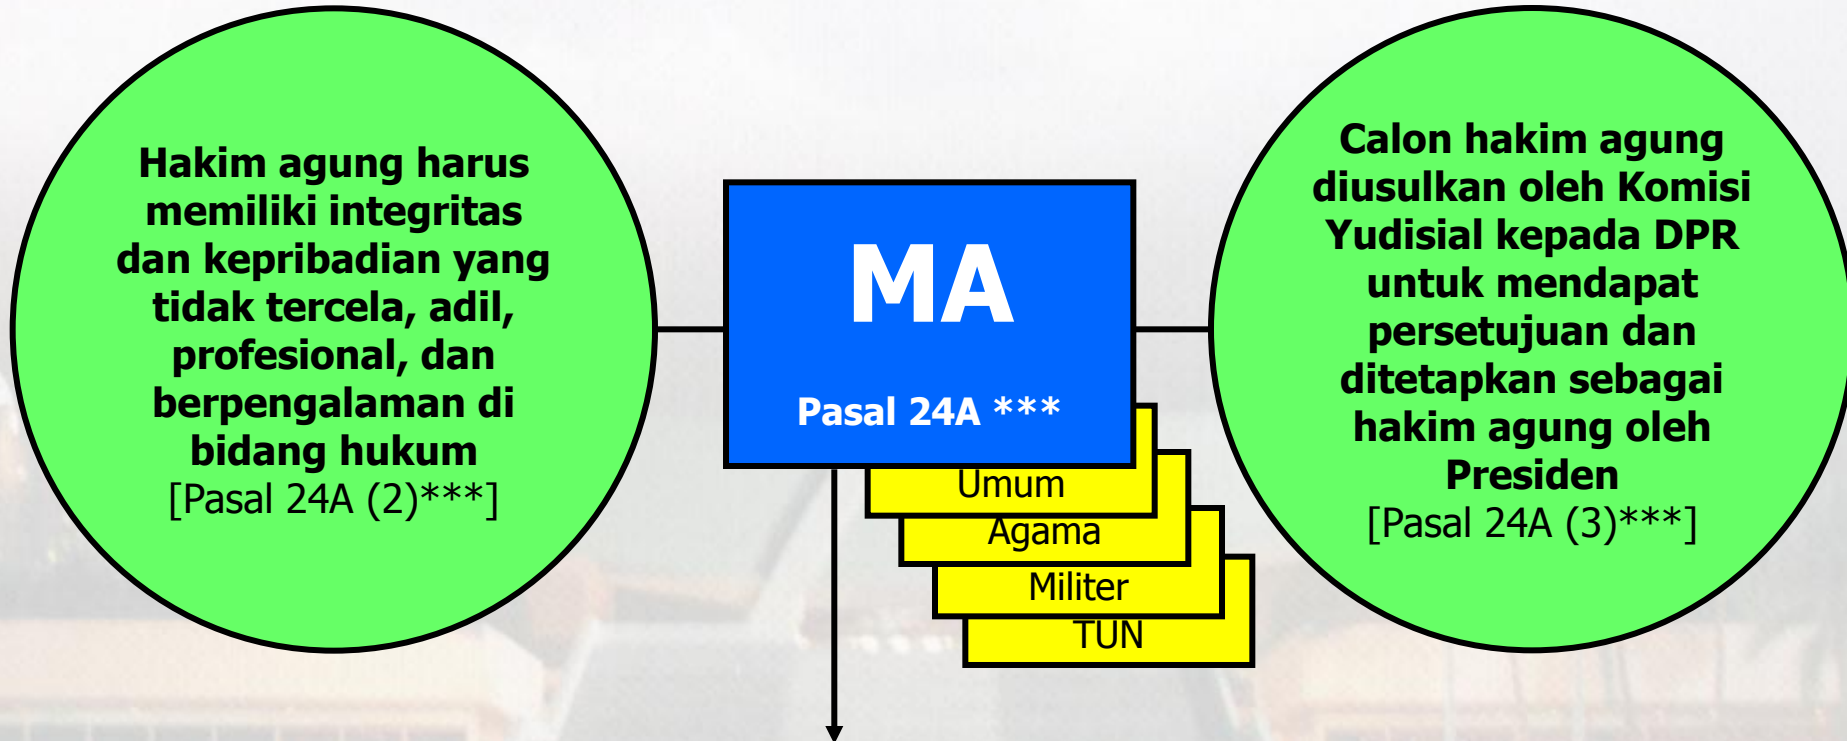 Hakim agung harus
memiliki integritas
dan kepribadian yang
tidak tercela, adil,
profesional, dan
berpengalaman di
bidang hukum
[Pasal 24A (2)***]
MA
Pasal 24A ***
Umum
Agama
Militer
TUN
Calon hakim agung
diusulkan oleh Komisi
Yudisial kepada DPR
untuk mendapat
persetujuan dan
ditetapkan sebagai
hakim agung oleh
Presiden
[Pasal 24A (3)***]